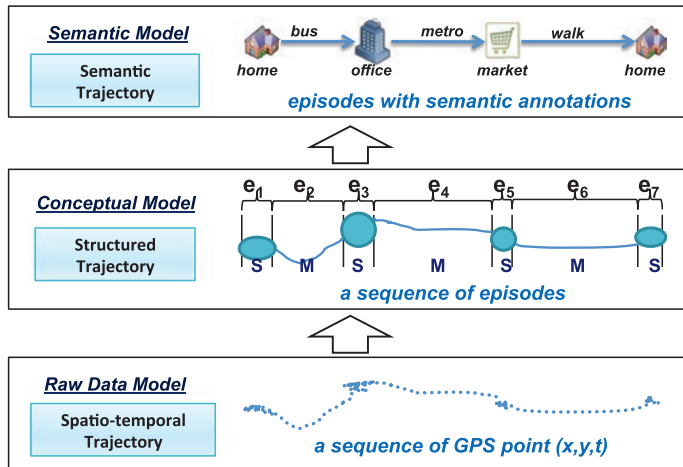 Semantic Model
Semantic
Trajectory
bus metro walk
home office market home
episodes with semantic annotations
Conceptual Model
Structured
Trajectory
e1 e2 e3 e4 e5 e6 e7
S M S M S M S
a sequence of episodes
Raw Data Model
Spatio-temporal
Trajectory
a sequence of GPS point (x,y,t)